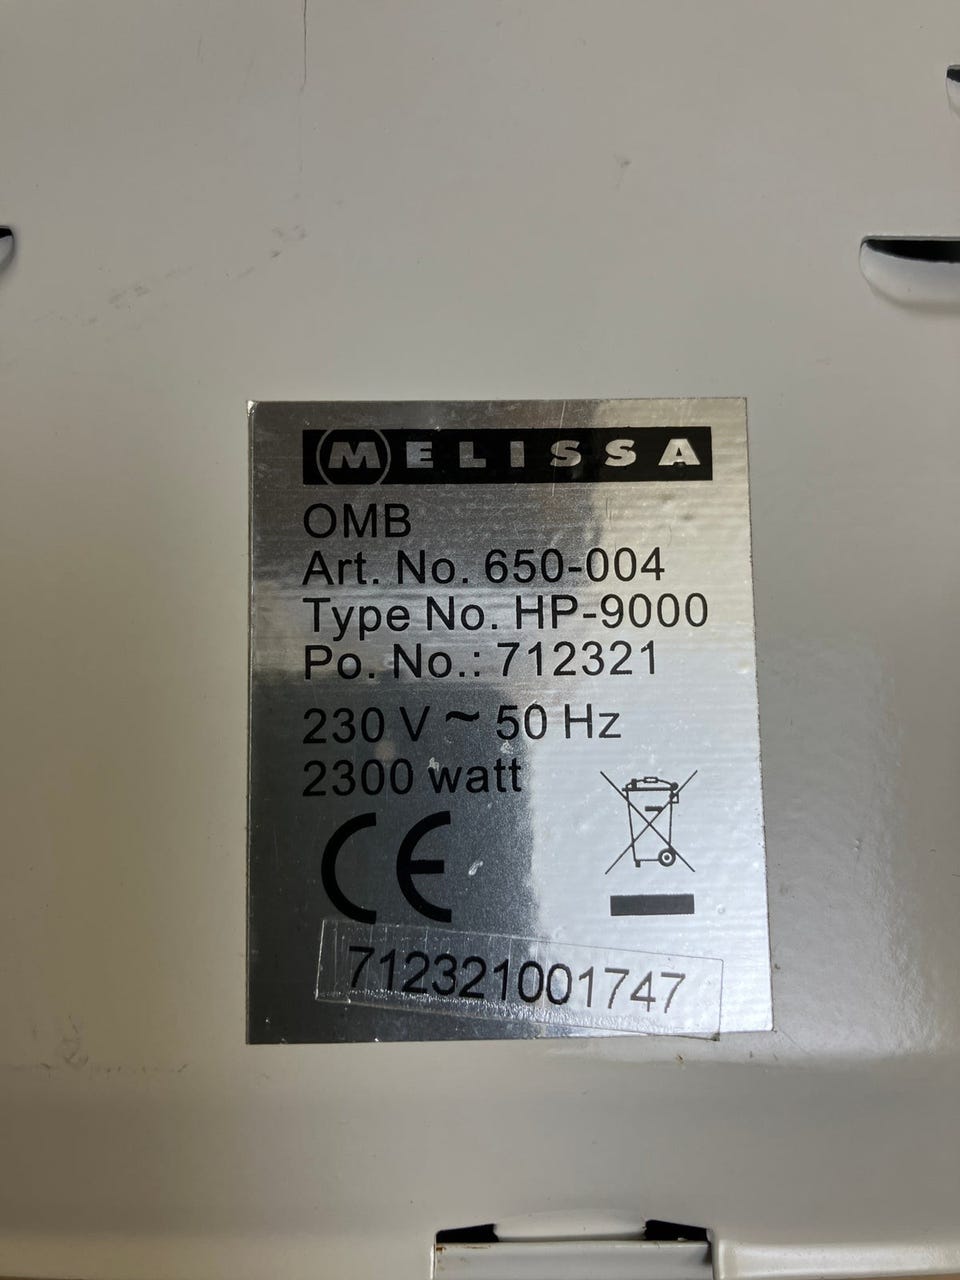 MELISSA
OMB
Art. No. 650-004
Type No. HP-9000
Po. No.: 712321
230 V ~ 50 Hz
2300 watt
CE
712321001747